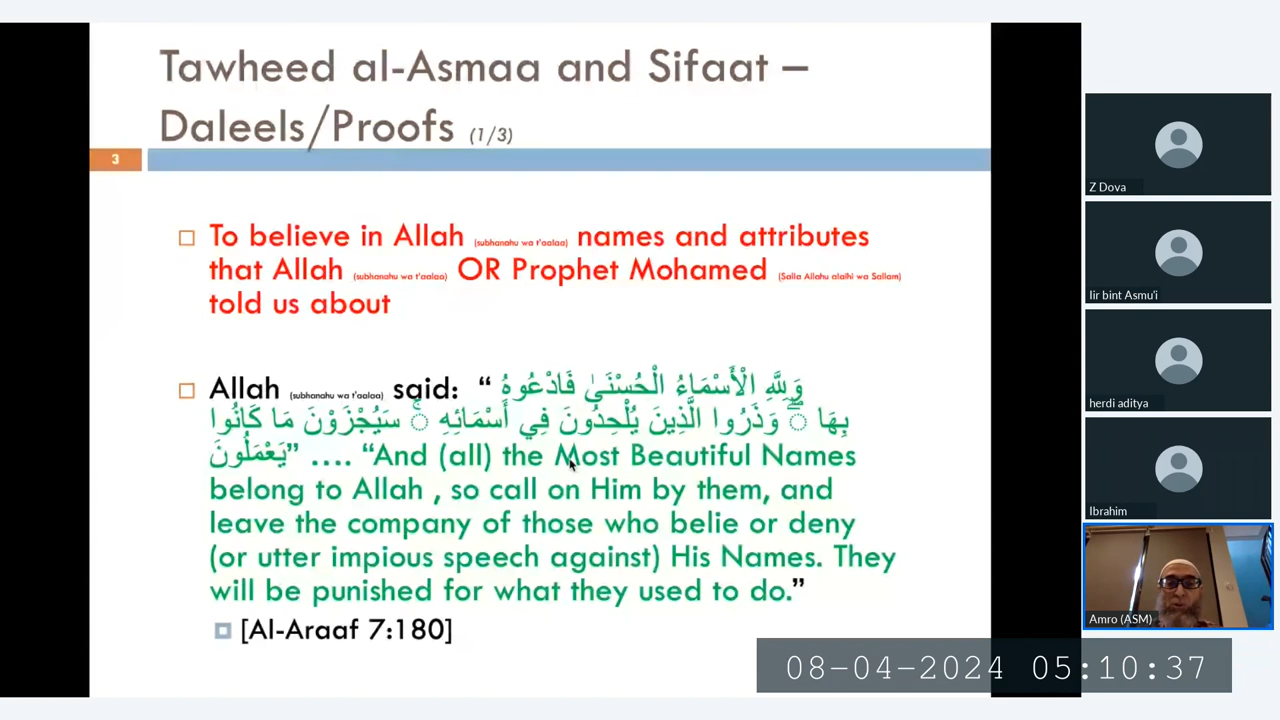 Tawheed al-Asmaa and Sifaat –
Daleels/Proofs (1/3)
3
To believe in Allah (subhanahu wa t'aalaa) names and attributes
that Allah (subhanahu wa t'aalaa) OR Prophet Mohamed (Salla Allahu alaihi wa Sallam)
told us about
Allah (subhanahu wa t'aalaa) said: “ وَلِلَّهِ الْأَسْمَاءُ الْحُسْنَىٰ فَادْعُوهُ
بِهَا ۖ وَذَرُوا الَّذِينَ يُلْحِدُونَ فِي أَسْمَائِهِ ۚ سَيُجْزَوْنَ مَا كَانُوا
يَعْمَلُونَ” .... “And (all) the Most Beautiful Names
belong to Allah , so call on Him by them, and
leave the company of those who belie or deny
(or utter impious speech against) His Names. They
will be punished for what they used to do.”
[Al-Araaf 7:180]
Z Dova
Iir bint Asmu'i
herdi aditya
Ibrahim
Amro (ASM)
08-04-2024 05:10:37